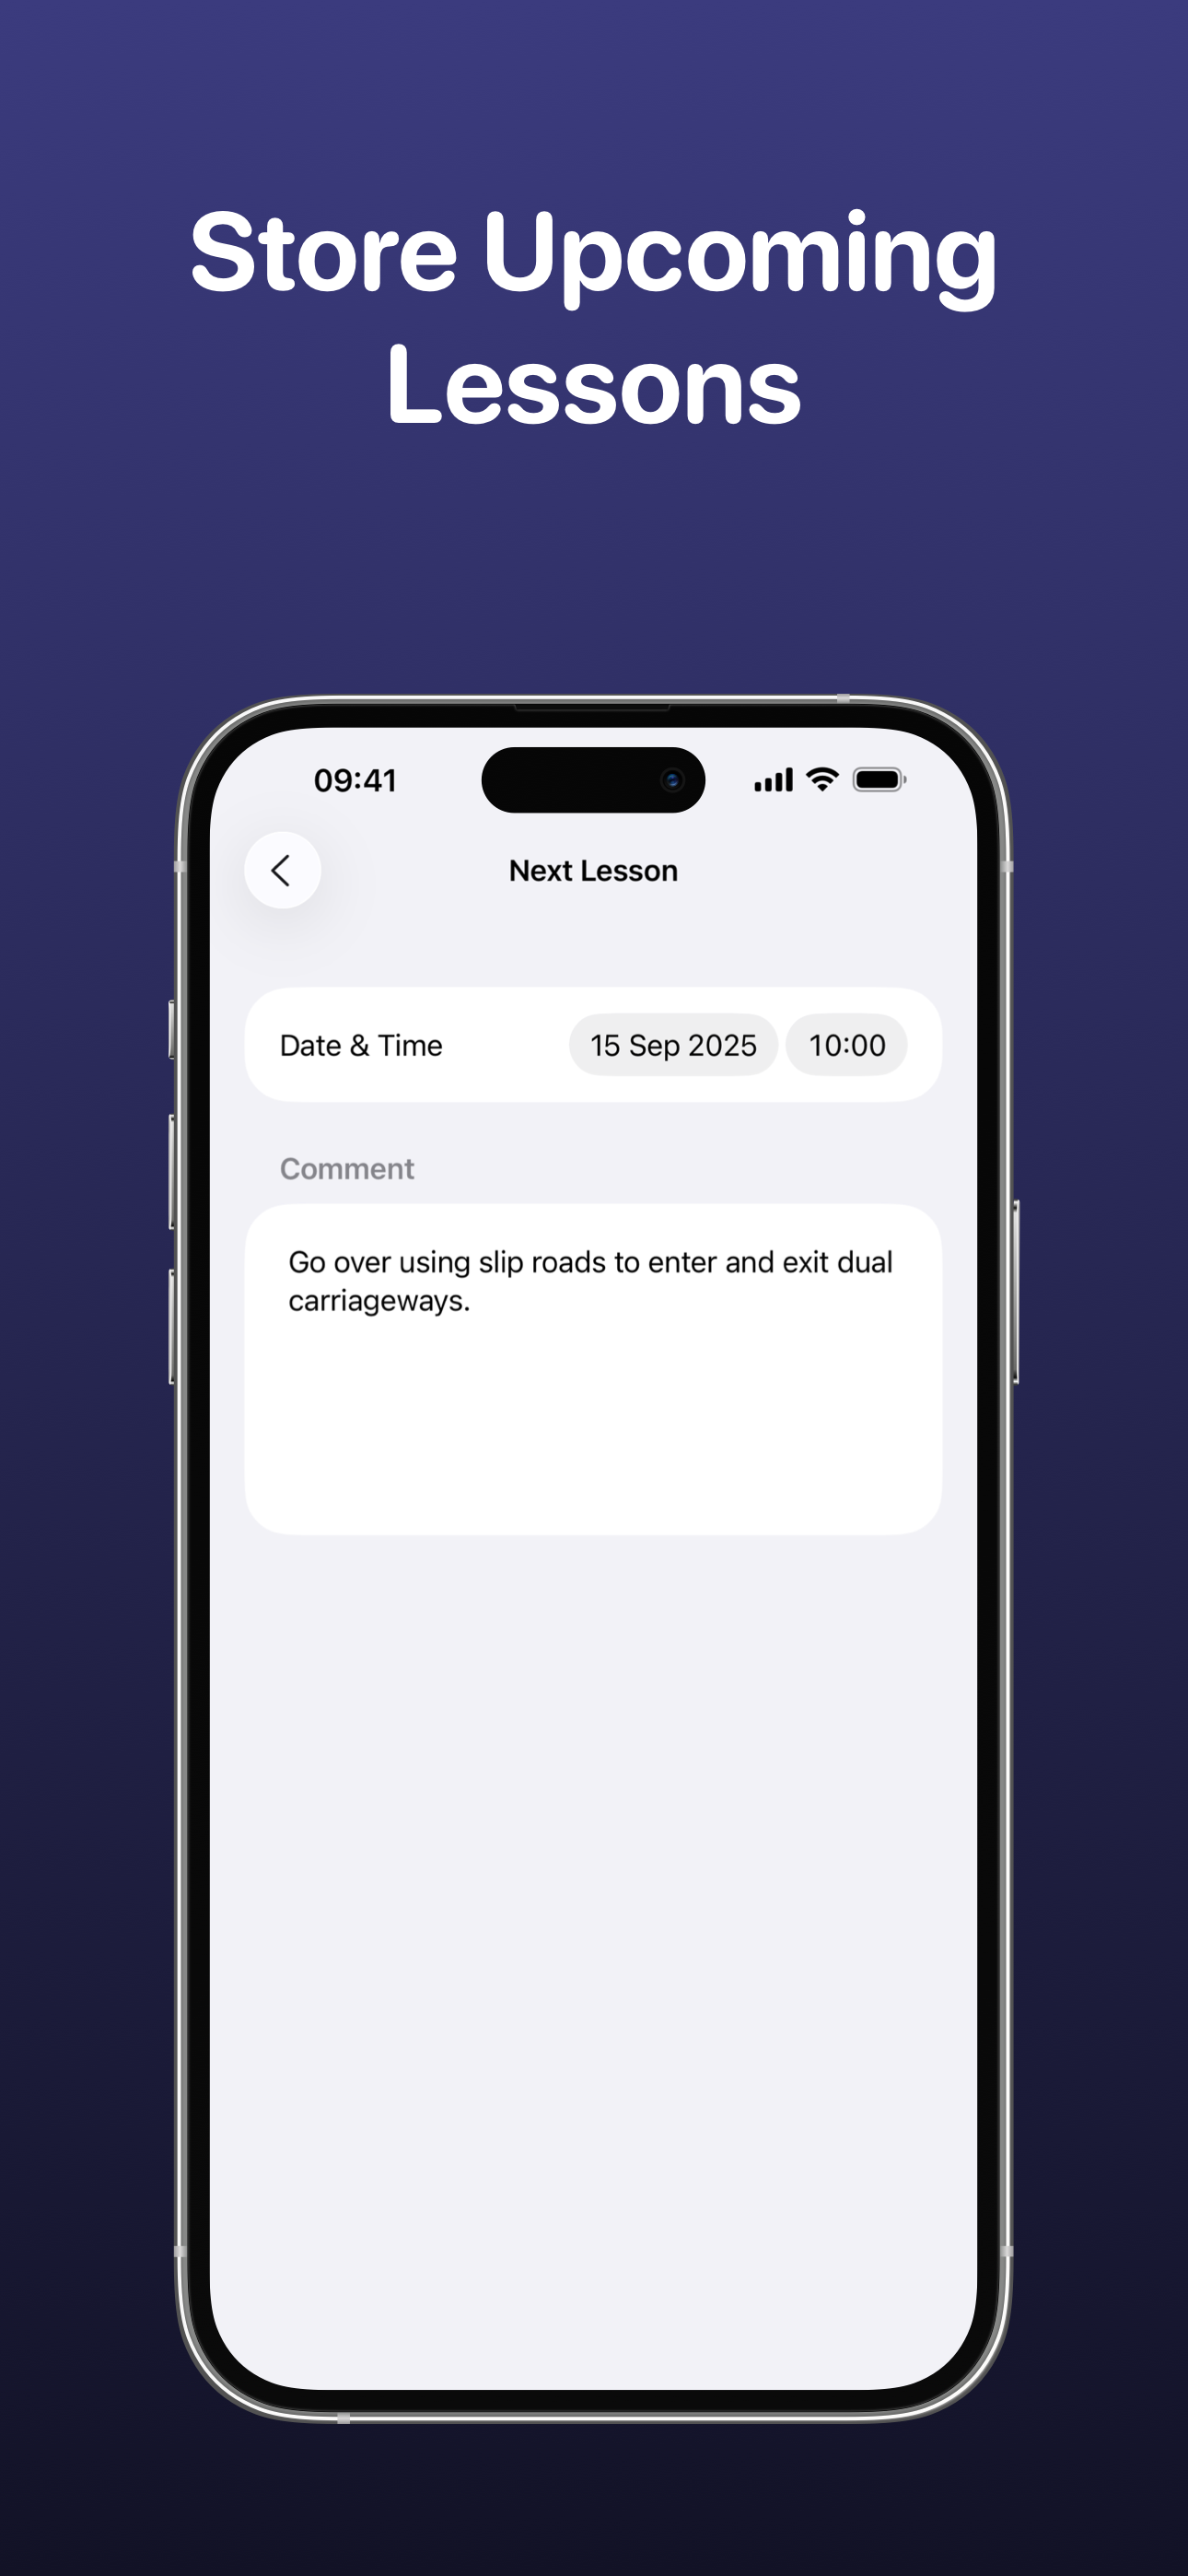 Store Upcoming
Lessons
09:41
Next Lesson
Date & Time 15 Sep 2025 10:00
Comment
Go over using slip roads to enter and exit dual
carriageways.